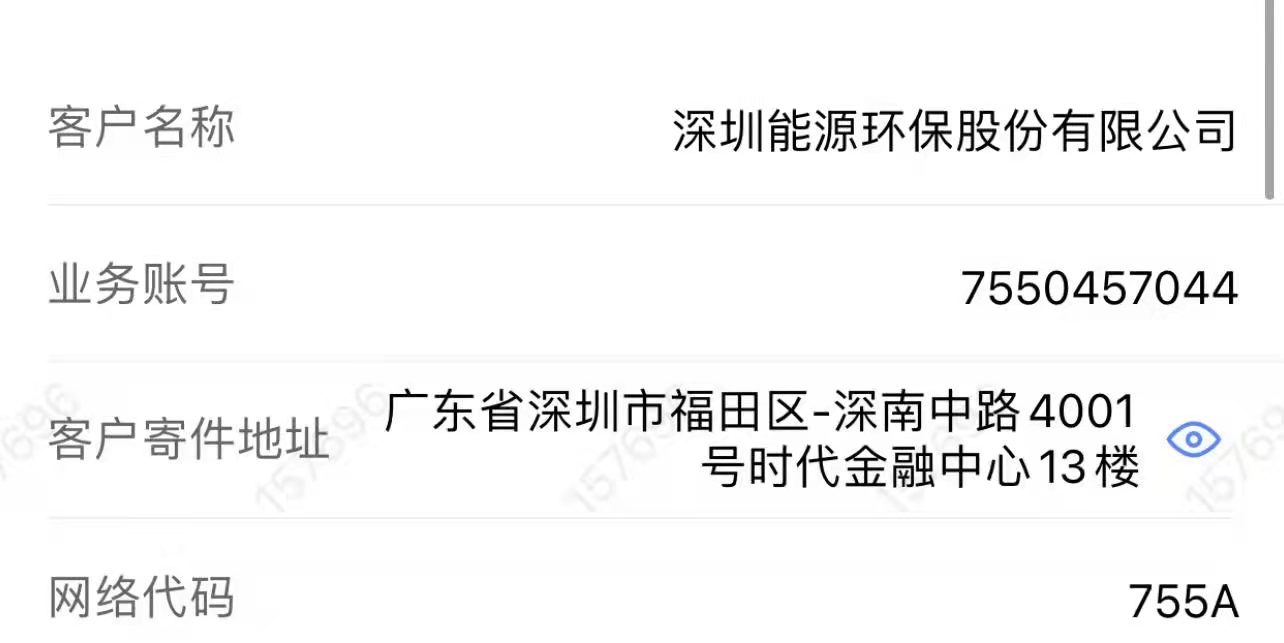 客户名称 深圳能源环保股份有限公司
业务账号 7550457044
客户寄件地址 广东省深圳市福田区-深南中路4001
号时代金融中心13楼
网络代码 755A
157696
157696
157696